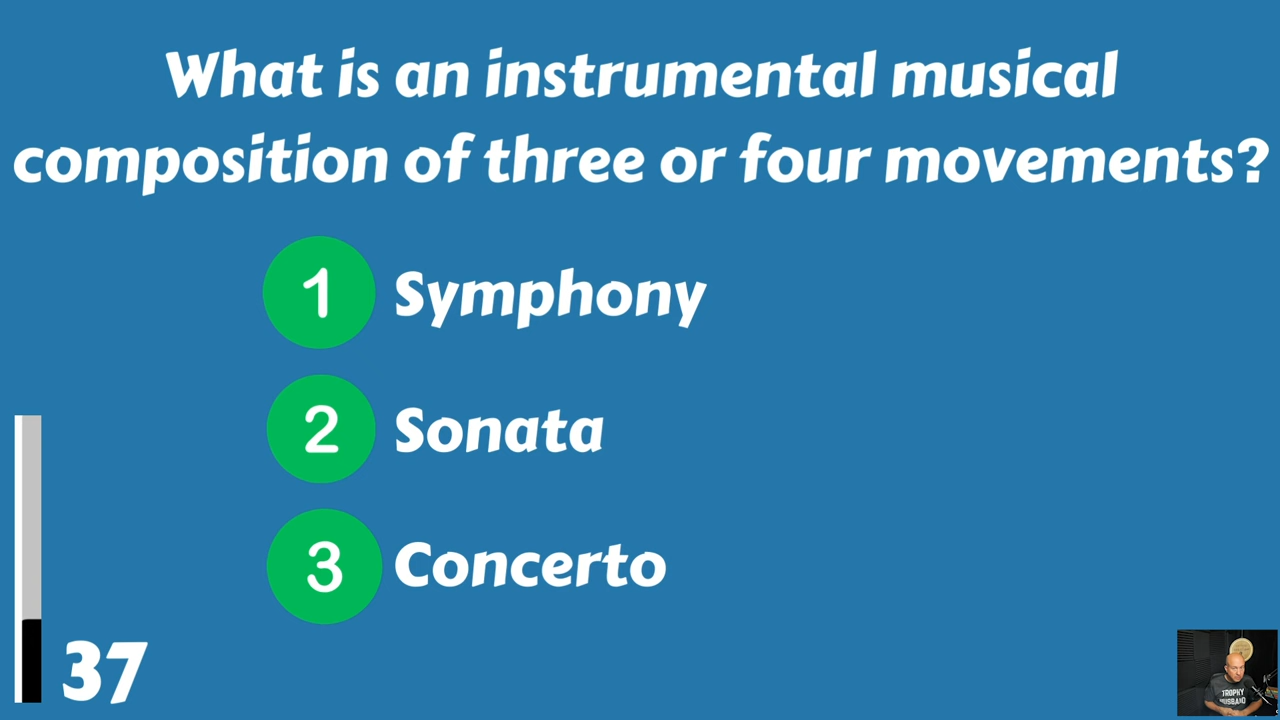 What is an instrumental musical
composition of three or four movements?
1 Symphony
2 Sonata
3 Concerto
37
TROPHY
HUSBAND